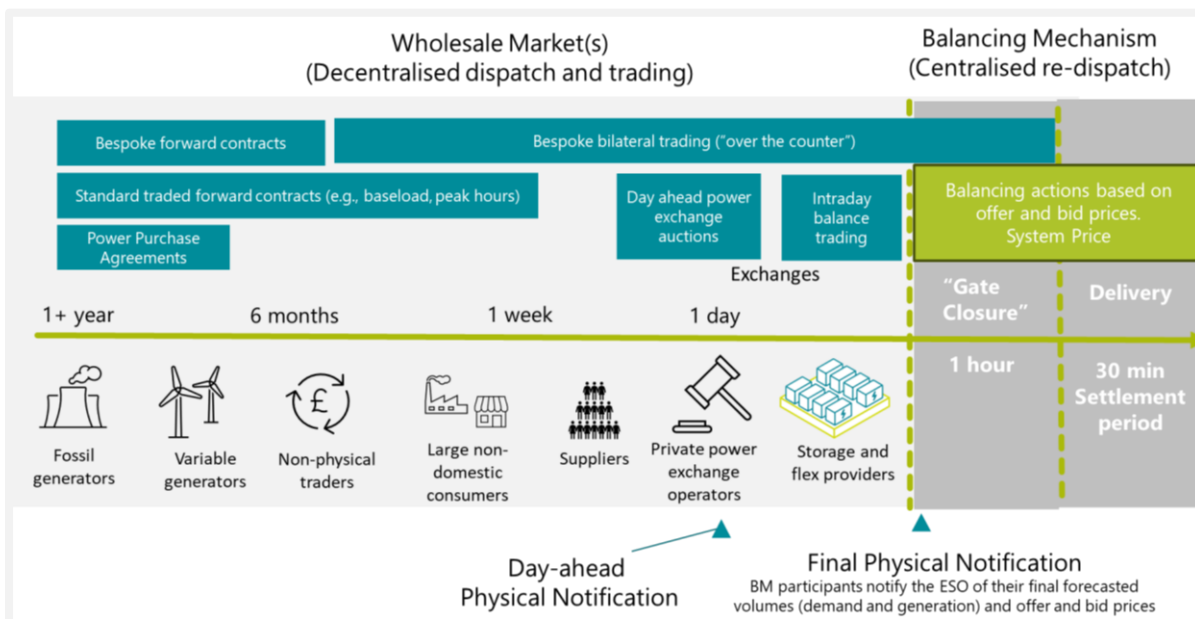 Wholesale Market(s)
(Decentralised dispatch and trading)
Balancing Mechanism
(Centralised re-dispatch)
Bespoke forward contracts
Bespoke bilateral trading ("over the counter")
Standard traded forward contracts (e.g., baseload, peak hours)
Day ahead power
exchange
auctions
Intraday
balance
trading
Balancing actions based on
offer and bid prices.
System Price
Power Purchase
Agreements
Exchanges
1+ year
6 months
1 week
1 day
"Gate
Closure"
Delivery
1 hour
30 min
Settlement
period
£
Fossil
generators
Variable
generators
Non-physical
traders
Large non-
domestic
consumers
Suppliers
Private power
exchange
operators
Storage and
flex providers
Day-ahead
Physical Notification
Final Physical Notification
BM participants notify the ESO of their final forecasted
volumes (demand and generation) and offer and bid prices